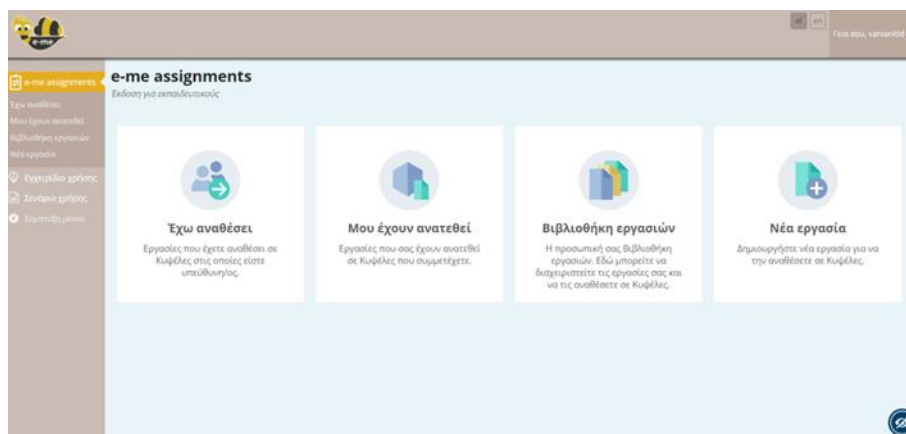 e-me
el en
Γεια σου, varvanitid
e-me assignments
Έχω αναθέσει
Μου έχουν ανατεθεί
Βιβλιοθήκη εργασιών
Νέα εργασία
Εγχειρίδιο χρήσης
Σενάριο χρήσης
Σύμπτυξη μενού
e-me assignments
Έκδοση για εκπαιδευτικούς
Έχω αναθέσει
Εργασίες που έχετε αναθέσει σε
Κυψέλες στις οποίες είστε
υπεύθυνη/ος.
Μου έχουν ανατεθεί
Εργασίες που σας έχουν ανατεθεί
σε Κυψέλες που συμμετέχετε.
Βιβλιοθήκη εργασιών
Η προσωπική σας Βιβλιοθήκη
εργασιών. Εδώ μπορείτε να
διαχειριστείτε τις εργασίες σας και
να τις αναθέσετε σε Κυψέλες.
Νέα εργασία
Δημιουργήστε νέα εργασία για να
την αναθέσετε σε Κυψέλες.